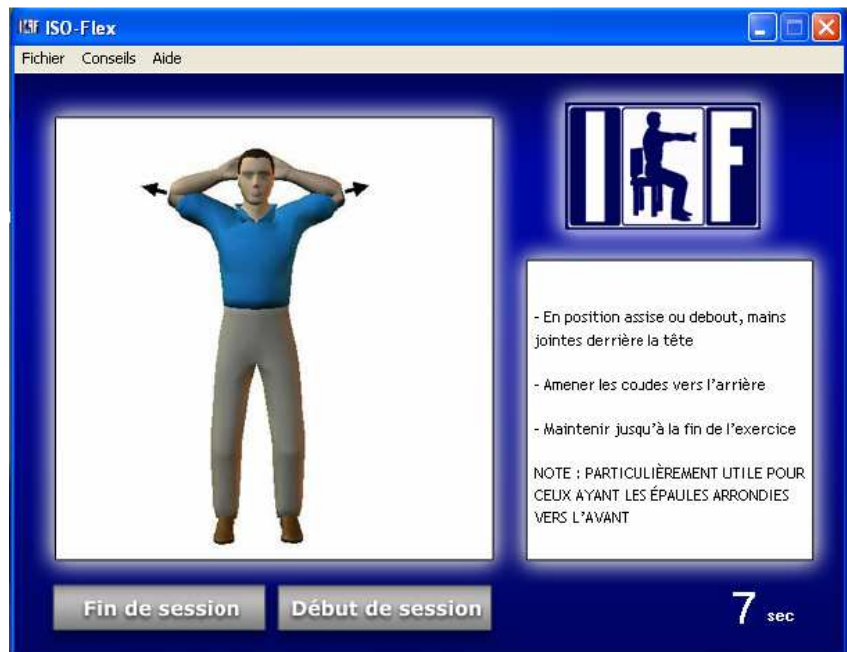 ISF ISO-Flex
Fichier Conseils Aide
I F
- En position assise ou debout, mains
jointes derrière la tête
- Amener les coudes vers l'arrière
- Maintenir jusqu'à la fin de l'exercice
NOTE : PARTICULIÈREMENT UTILE POUR
CEUX AYANT LES ÉPAULES ARRONDIES
VERS L'AVANT
Fin de session
Début de session
7 sec